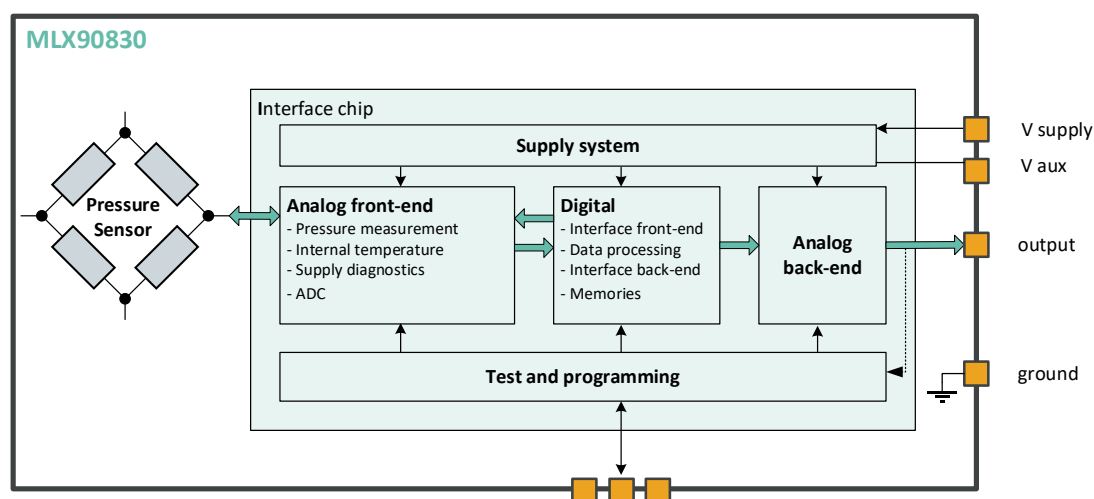 MLX90830
Interface chip
Supply system
V supply
V aux
Pressure
Sensor
Analog front-end
- Pressure measurement
- Internal temperature
- Supply diagnostics
- ADC
Digital
- Interface front-end
- Data processing
- Interface back-end
- Memories
Analog
back-end
output
Test and programming
ground